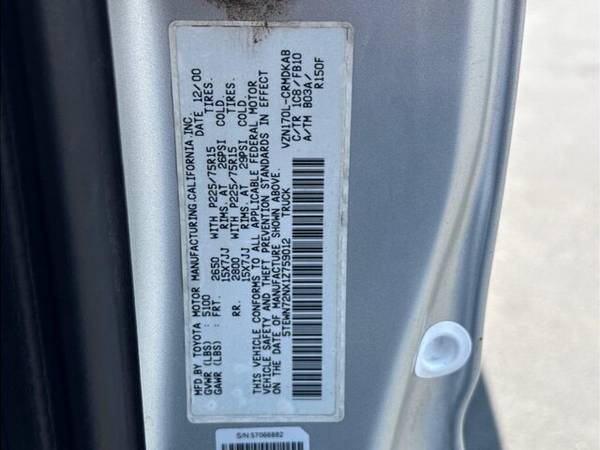 MFD BY TOYOTA MOTOR MANUFACTURING.CALIFORNIA.INC.
GVWR (LBS) : 5100 DATE 12/00
GAWR (LBS) : FRT. 2650 WITH P225/75R15 TIRES.
15X7JJ RIMS. AT 26PSI COLD.
RR. 2800 WITH P225/75R15 TIRES.
15X7JJ RIMS. AT 29PSI COLD.
THIS VEHICLE CONFORMS TO ALL APPLICABLE FEDERAL MOTOR
VEHICLE SAFETY AND THEFT PREVENTION STANDARDS IN EFFECT
ON THE DATE OF MANUFACTURE SHOWN ABOVE.
5TEWN72NX1Z759012 TRUCK
VZN170L-CRMDKAB
C/TR 1C8/FB10
A/TM B03A/
R150F
S/N:57066882